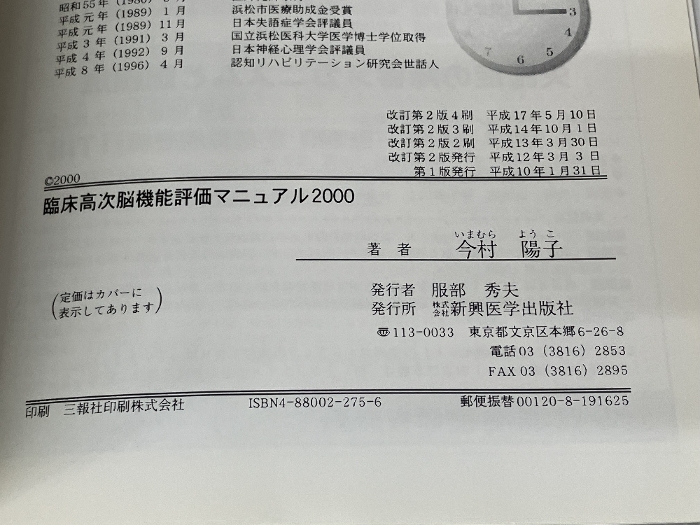 昭和55年(1980) 3月
平成元年(1989) 1月 浜松市医療助成金受賞
平成元年(1989) 11月 日本失語症学会評議員
平成3年(1991) 3月 国立浜松医科大学医学博士学位取得
平成4年(1992) 9月 日本神経心理学会評議員
平成8年(1996) 4月 認知リハビリテーション研究会世話人
3
4
5
6
7
改訂第2版4刷 平成17年5月10日
改訂第2版3刷 平成14年10月1日
改訂第2版2刷 平成13年3月30日
改訂第2版発行 平成12年3月3日
第1版発行 平成10年1月31日
©2000
臨床高次脳機能評価マニュアル2000
いまむら ようこ
著者 今村 陽子
(定価はカバーに
表示してあります)
発行者 服部 秀夫
発行所 株式会社 新興医学出版社
〠113-0033 東京都文京区本郷6-26-8
電話03 (3816) 2853
FAX03 (3816) 2895
印刷 三報社印刷株式会社 ISBN4-88002-275-6 郵便振替00120-8-191625